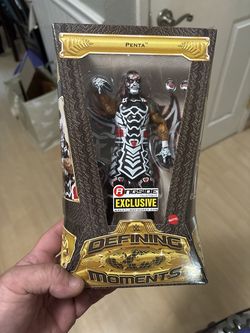 PENTA
RINGSIDE
EXCLUSIVE
DEFINING
MOMENTS